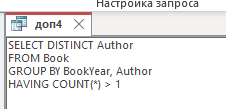 Настройка запроса
доп4
SELECT DISTINCT Author
FROM Book
GROUP BY BookYear, Author
HAVING COUNT(*) > 1